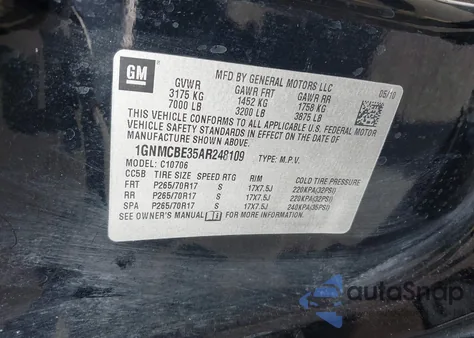 GM
MFD BY GENERAL MOTORS LLC
05/10
GVWR GAWR FRT GAWR RR
3175 KG 1452 KG 1758 KG
7000 LB 3200 LB 3875 LB
THIS VEHICLE CONFORMS TO ALL APPLICABLE U.S. FEDERAL MOTOR
VEHICLE SAFETY STANDARDS IN EFFECT ON THE DATE OF
MANUFACTURE SHOWN ABOVE.
1GNMCBE35AR248109 TYPE: M.P.V.
MODEL: C10706
CC5B TIRE SIZE SPEED RTG RIM COLD TIRE PRESSURE
FRT P265/70R17 S 17X7.5J 220KPA(32PSI)
RR P265/70R17 S 17X7.5J 220KPA(32PSI)
SPA P265/70R17 S 17X7.5J 240KPA(35PSI)
SEE OWNER'S MANUAL FOR MORE INFORMATION.
autoSnap